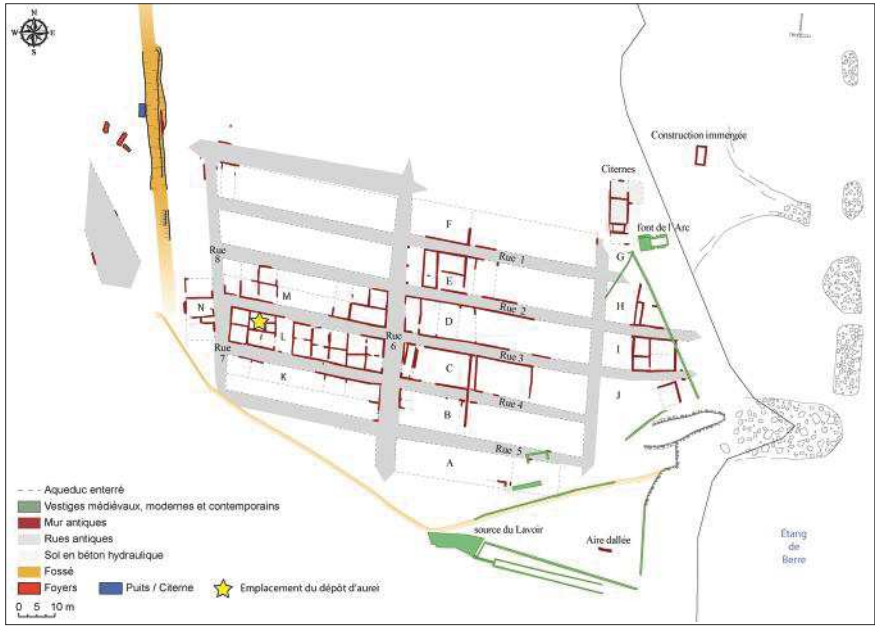 N
W E
S
Construction immergée
Citernes
font de l'Arc
F
G
Rue 1
Rue 8
E
H
M
Rue 2
N
D
Rue 6
L
I
Rue 7
Rue 3
C
K
J
Rue 4
B
Rue 5
A
Aqueduc enterré
Vestiges médiévaux, modernes et contemporains
Mur antiques
Rues antiques
source du Lavoir
Sol en béton hydraulique
Aire dallée
Étang
de
Berre
Fossé
Foyers
Puits / Citerne
Emplacement du dépôt d'aurei
0 5 10 m